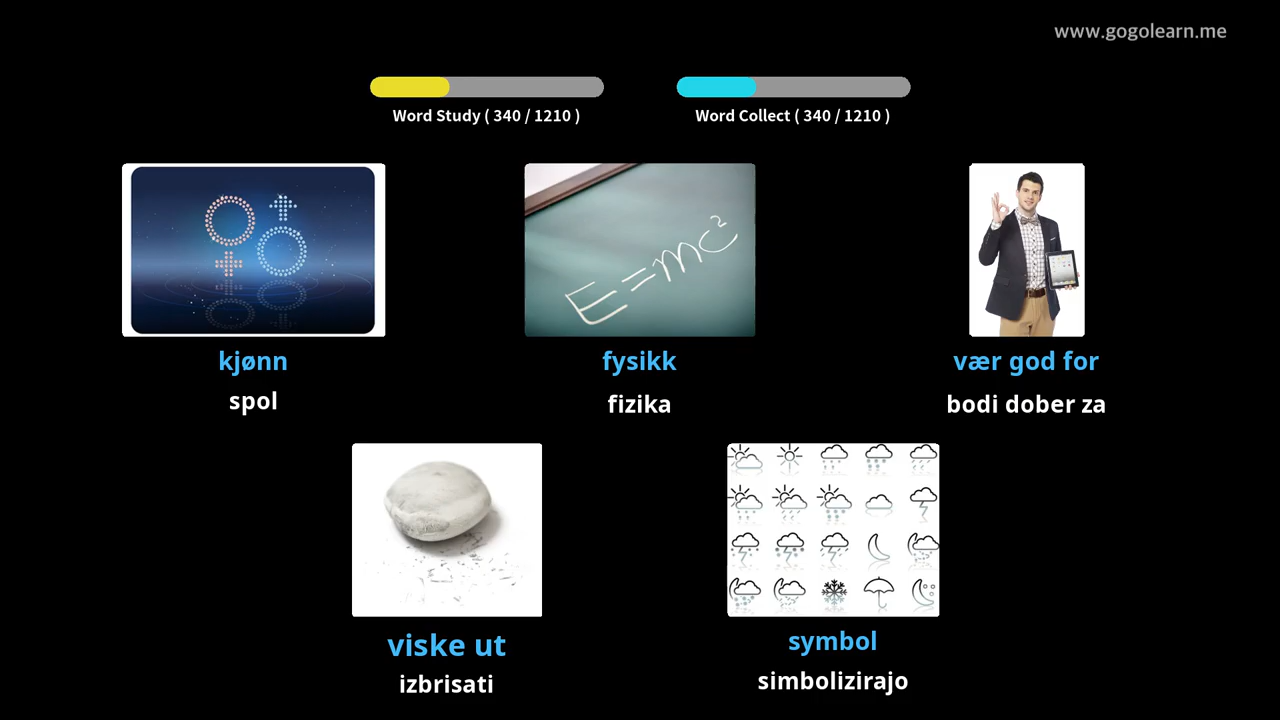 www.gogolearn.me
Word Study ( 340 / 1210 )
Word Collect ( 340 / 1210 )
E=mc²
kjønn
fysikk
vær god for
spol
fizika
bodi dober za
viske ut
symbol
izbrisati
simbolizirajo